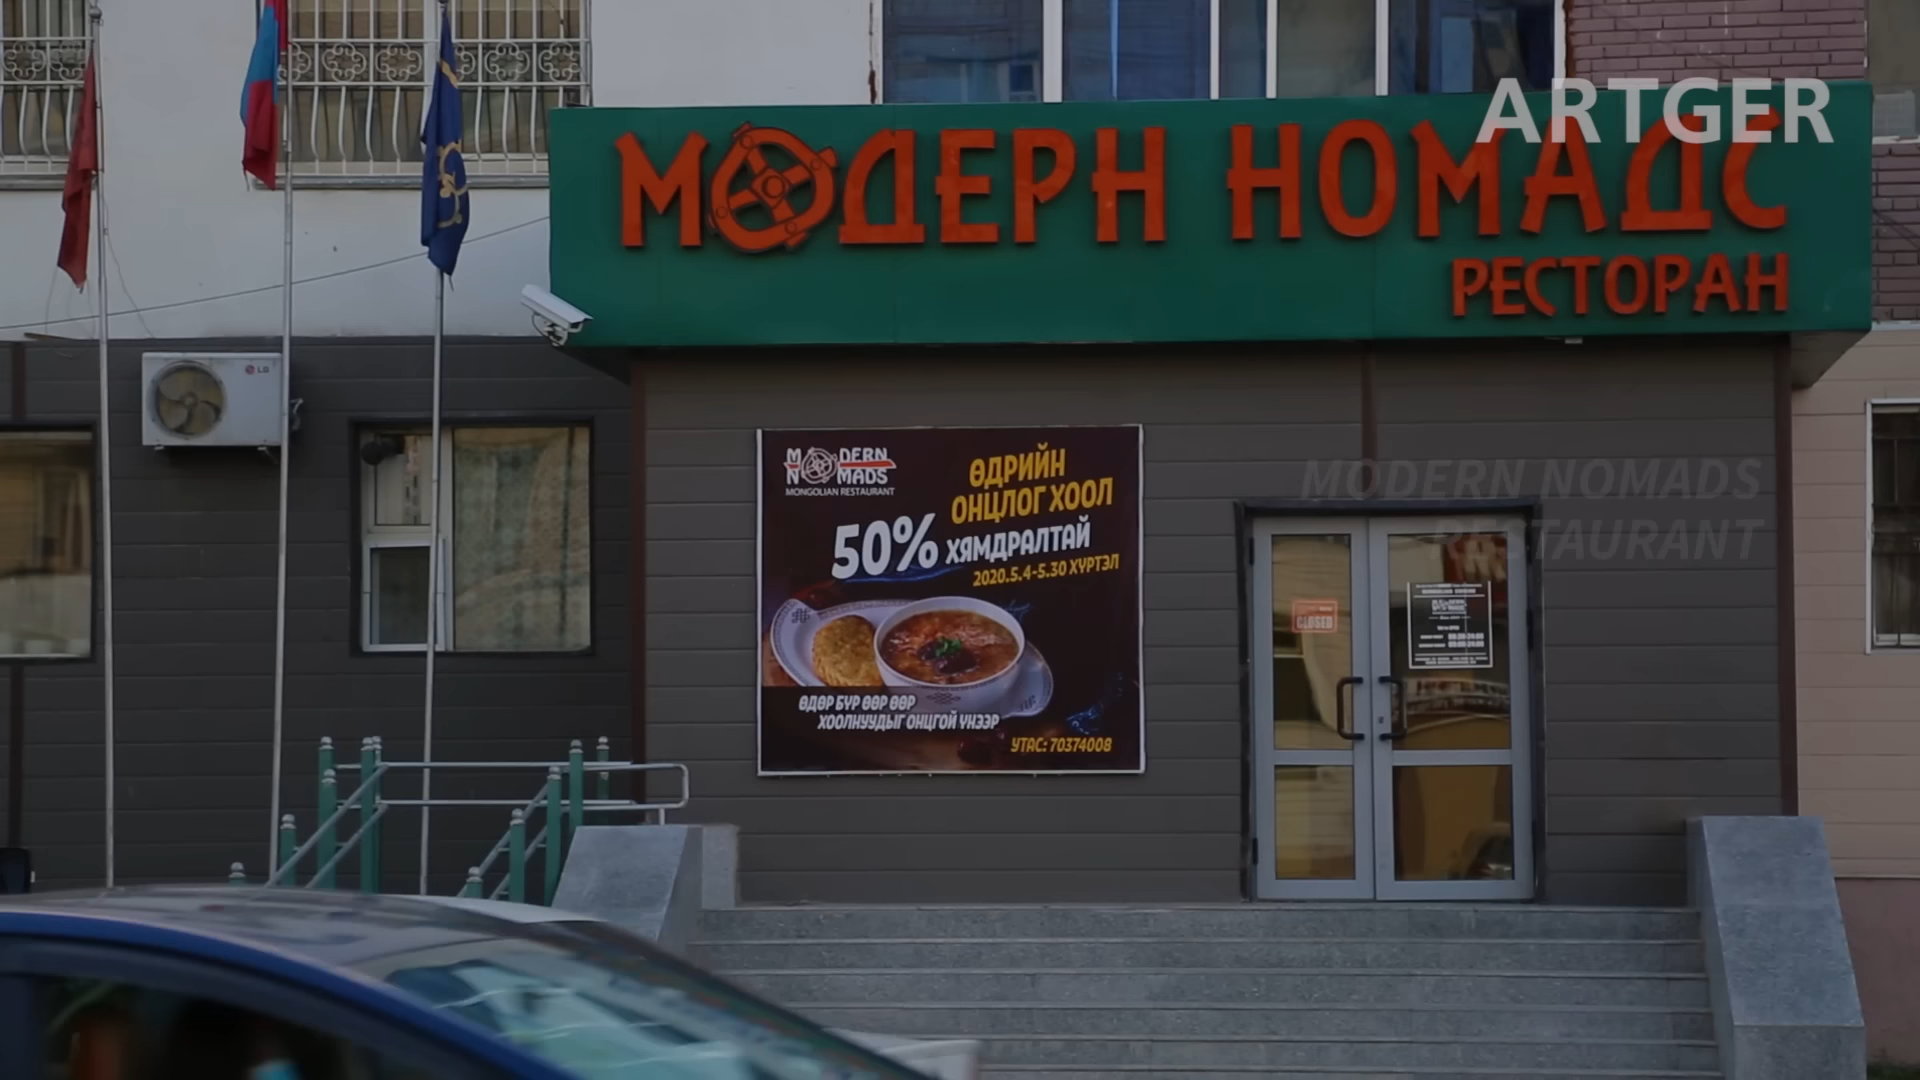 ARTGER
МОДЕРН НОМАДС
РЕСТОРАН
LG
MODERN
NOMADS
MONGOLIAN RESTAURANT
ӨДРИЙН
ОНЦЛОГ ХООЛ
50% ХЯМДРАЛТАЙ
2020.5.4-5.30 ХҮРТЭЛ
ӨДӨР БҮР ӨӨР ӨӨР
ХООЛНУУДЫГ ОНЦГОЙ ҮНЭЭР
УТАС: 70374008
MODERN NOMADS
RESTAURANT
CLOSED